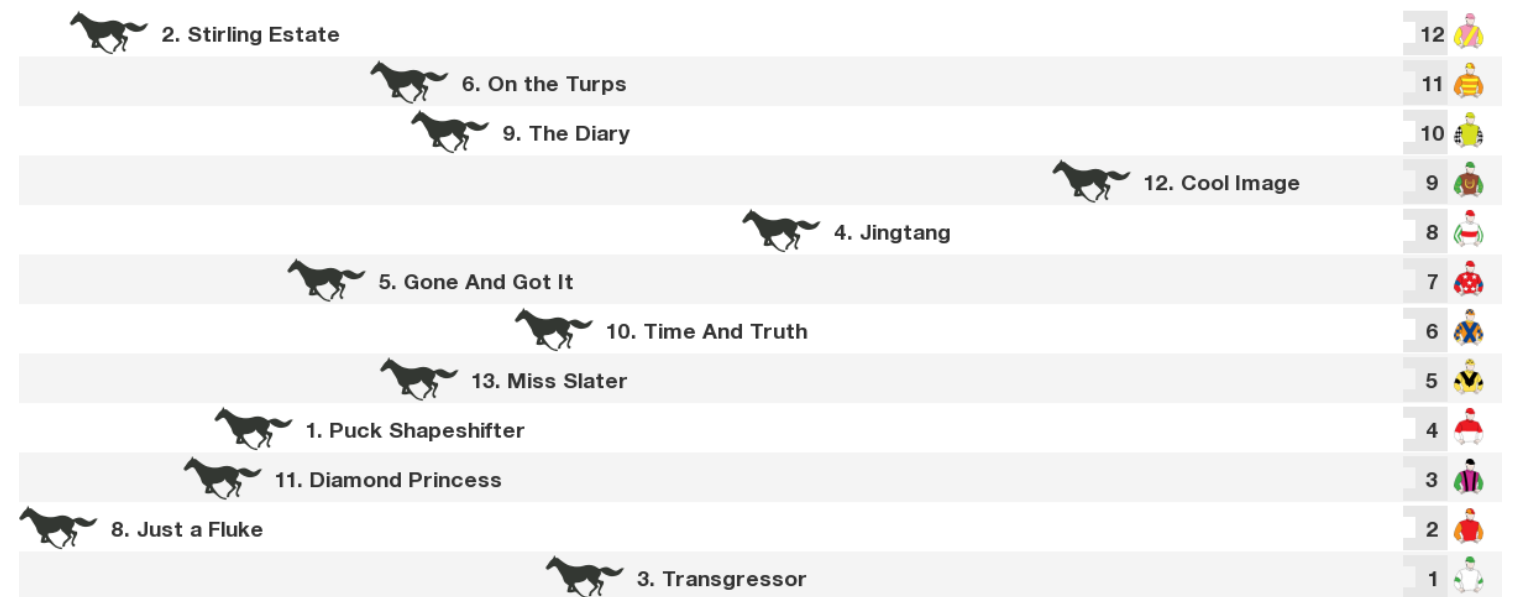 2. Stirling Estate 12
6. On the Turps 11
9. The Diary 10
12. Cool Image 9
4. Jingtang 8
5. Gone And Got It 7
10. Time And Truth 6
13. Miss Slater 5
1. Puck Shapeshifter 4
11. Diamond Princess 3
8. Just a Fluke 2
3. Transgressor 1